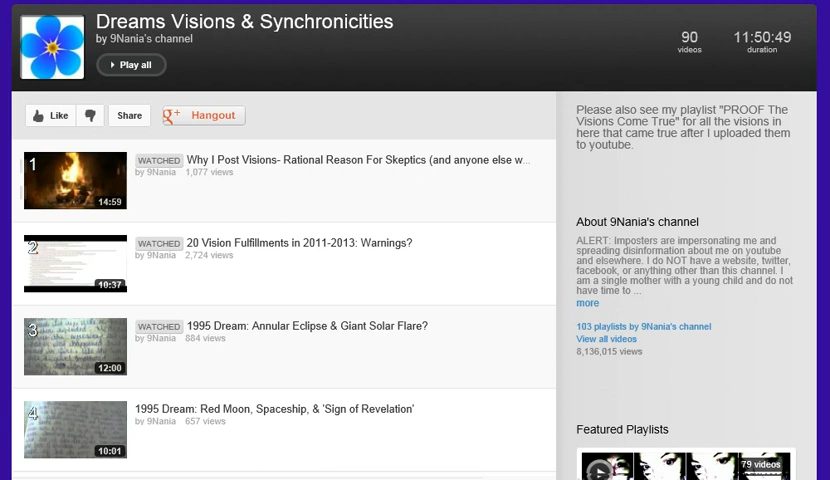 Dreams Visions & Synchronicities
by 9Nania's channel
Play all
90
videos
11:50:49
duration
Like
Share
g+ Hangout
1
14:59
WATCHED Why I Post Visions- Rational Reason For Skeptics (and anyone else w...
by 9Nania 1,077 views
2
10:37
WATCHED 20 Vision Fulfillments in 2011-2013: Warnings?
by 9Nania 2,724 views
3
12:00
WATCHED 1995 Dream: Annular Eclipse & Giant Solar Flare?
by 9Nania 884 views
4
10:01
1995 Dream: Red Moon, Spaceship, & 'Sign of Revelation'
by 9Nania 657 views
Please also see my playlist "PROOF The
Visions Come True" for all the visions in
here that came true after I uploaded them
to youtube.
About 9Nania's channel
ALERT: Imposters are impersonating me and
spreading disinformation about me on youtube
and elsewhere. I do NOT have a website, twitter,
facebook, or anything other than this channel. I
am a single mother with a young child and do not
have time to ...
more
103 playlists by 9Nania's channel
View all videos
8,136,015 views
Featured Playlists
79 videos